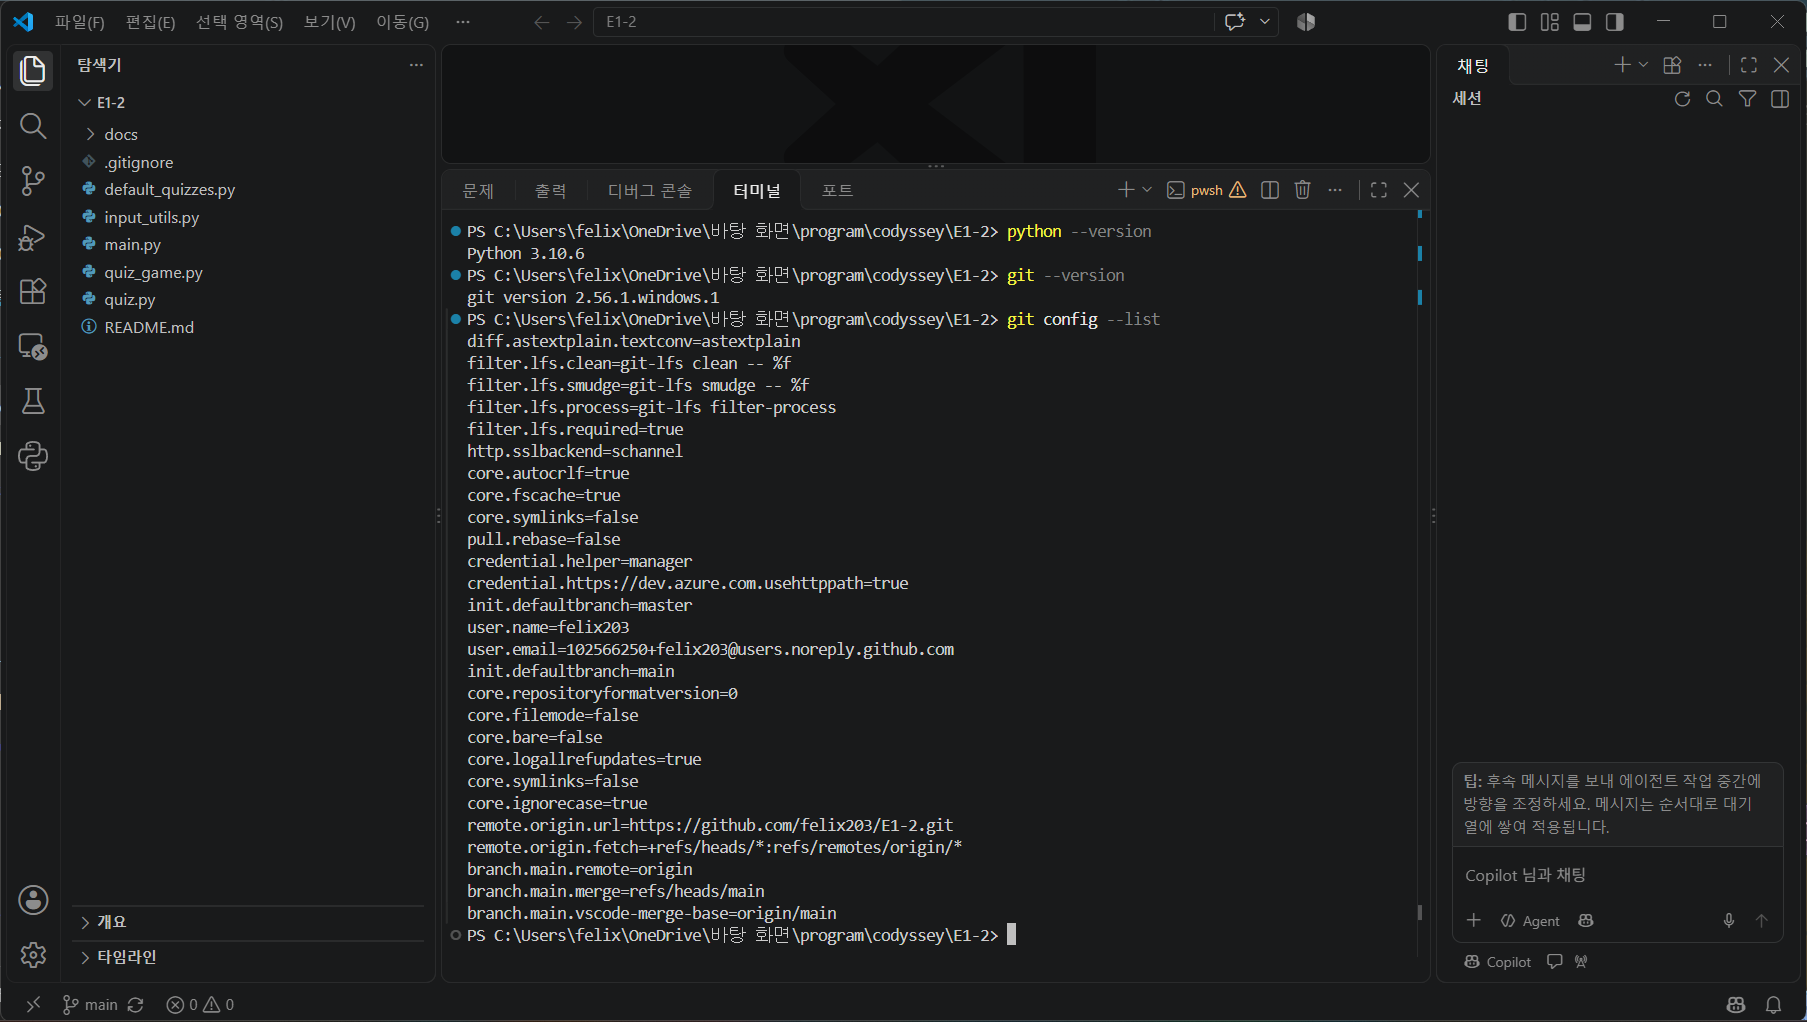 파일(F) 편집(E) 선택 영역(S) 보기(V) 이동(G) ··· E1-2
탐색기 ···
E1-2
docs
.gitignore
default_quizzes.py
input_utils.py
main.py
quiz_game.py
quiz.py
README.md
개요
타임라인
문제 출력 디버그 콘솔 터미널 포트 pwsh
PS C:\Users\felix\OneDrive\바탕 화면\program\codyssey\E1-2> python --version
Python 3.10.6
PS C:\Users\felix\OneDrive\바탕 화면\program\codyssey\E1-2> git --version
git version 2.56.1.windows.1
PS C:\Users\felix\OneDrive\바탕 화면\program\codyssey\E1-2> git config --list
diff.astextplain.textconv=astextplain
filter.lfs.clean=git-lfs clean -- %f
filter.lfs.smudge=git-lfs smudge -- %f
filter.lfs.process=git-lfs filter-process
filter.lfs.required=true
http.sslbackend=schannel
core.autocrlf=true
core.fscache=true
core.symlinks=false
pull.rebase=false
credential.helper=manager
credential.https://dev.azure.com.usehttppath=true
init.defaultbranch=master
user.name=felix203
user.email=102566250+felix203@users.noreply.github.com
init.defaultbranch=main
core.repositoryformatversion=0
core.filemode=false
core.bare=false
core.logallrefupdates=true
core.symlinks=false
core.ignorecase=true
remote.origin.url=https://github.com/felix203/E1-2.git
remote.origin.fetch=+refs/heads/*:refs/remotes/origin/*
branch.main.remote=origin
branch.main.merge=refs/heads/main
branch.main.vscode-merge-base=origin/main
PS C:\Users\felix\OneDrive\바탕 화면\program\codyssey\E1-2>
채팅
세션
팁: 후속 메시지를 보내 에이전트 작업 중간에
방향을 조정하세요. 메시지는 순서대로 대기
열에 쌓여 적용됩니다.
Copilot 님과 채팅
Agent
Copilot
main 0 0